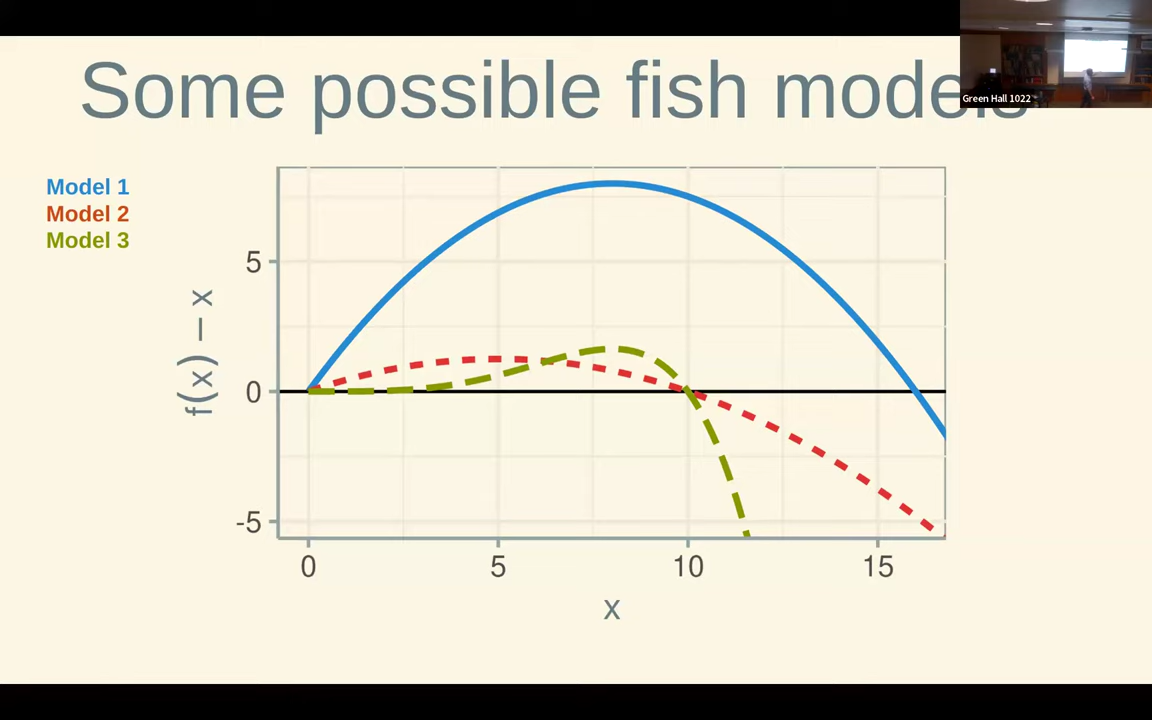 Some possible fish models
Green Hall 1022
Model 1
Model 2
Model 3
5
0
-5
f(x) – x
0 5 10 15
x